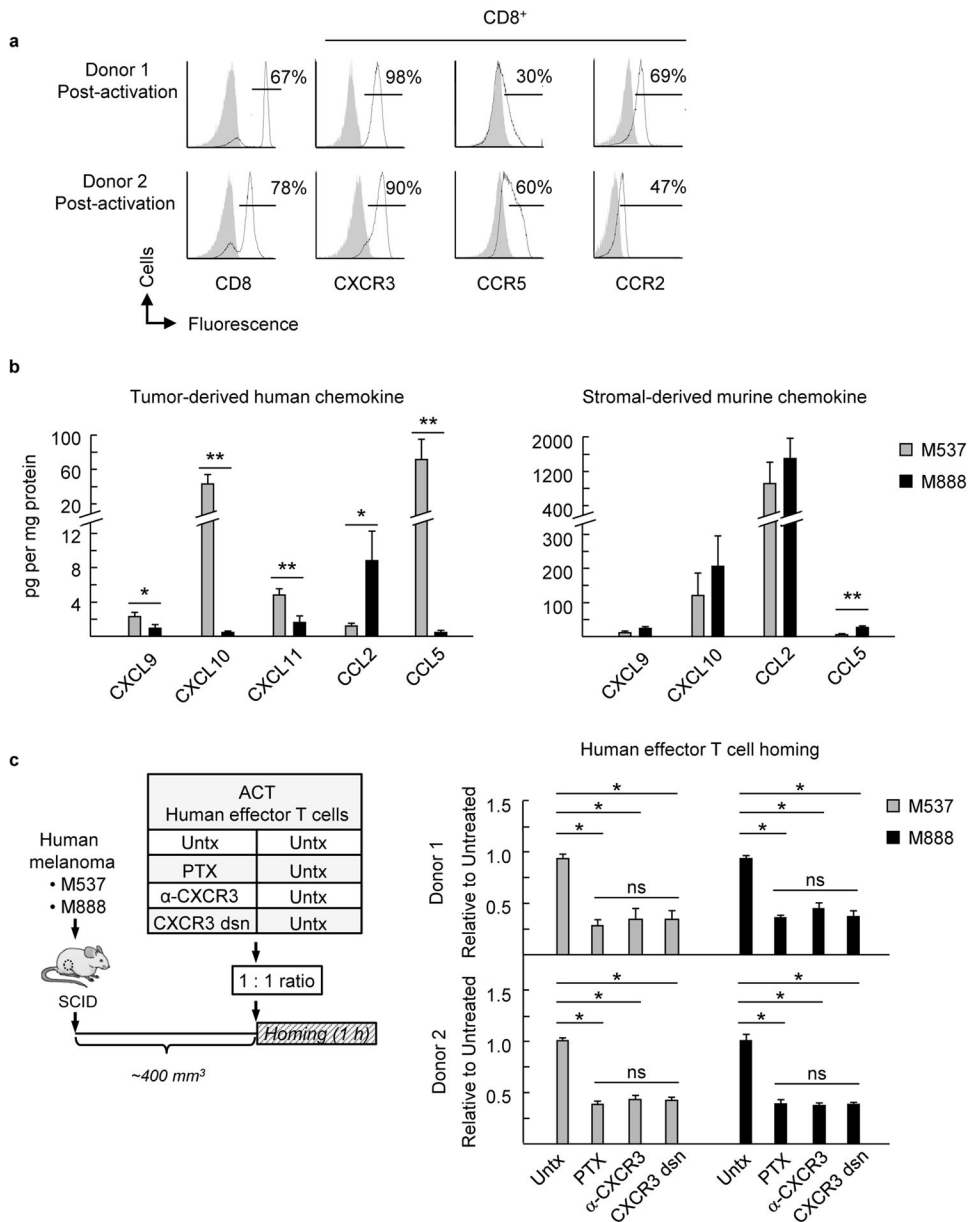 a
CD8+
Donor 1
Post-activation
67%
98%
30%
69%
Donor 2
Post-activation
78%
90%
60%
47%
Cells
CD8
CXCR3
CCR5
CCR2
Fluorescence
b
Tumor-derived human chemokine
Stromal-derived murine chemokine
pg per mg protein
100
60
20
12
8
4
*
**
**
*
**
CXCL9
CXCL10
CXCL11
CCL2
CCL5
2000
1200
400
300
200
100
**
CXCL9
CXCL10
CCL2
CCL5
M537
M888
c
Human effector T cell homing
ACT
Human effector T cells
Untx Untx
PTX Untx
α-CXCR3 Untx
CXCR3 dsn Untx
Human
melanoma
• M537
• M888
SCID
1 : 1 ratio
Homing (1 h)
~400 mm³
Donor 1
Relative to Untreated
1.5
1.0
0.5
*
*
*
ns
*
*
*
ns
M537
M888
Donor 2
Relative to Untreated
1.5
1.0
0.5
*
*
*
ns
*
*
*
ns
Untx
PTX
α-CXCR3
CXCR3 dsn
Untx
PTX
α-CXCR3
CXCR3 dsn